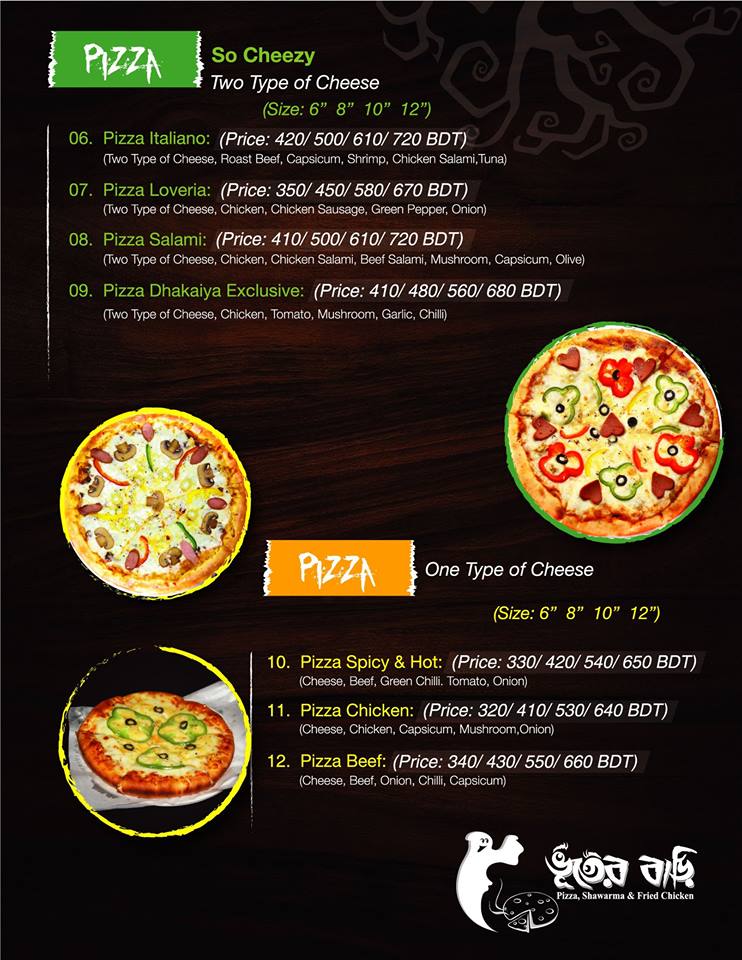 PIZZA
So Cheezy
Two Type of Cheese
(Size: 6” 8” 10” 12”)
06. Pizza Italiano: (Price: 420/ 500/ 610/ 720 BDT)
(Two Type of Cheese, Roast Beef, Capsicum, Shrimp, Chicken Salami,Tuna)
07. Pizza Loveria: (Price: 350/ 450/ 580/ 670 BDT)
(Two Type of Cheese, Chicken, Chicken Sausage, Green Pepper, Onion)
08. Pizza Salami: (Price: 410/ 500/ 610/ 720 BDT)
(Two Type of Cheese, Chicken, Chicken Salami, Beef Salami, Mushroom, Capsicum, Olive)
09. Pizza Dhakaiya Exclusive: (Price: 410/ 480/ 560/ 680 BDT)
(Two Type of Cheese, Chicken, Tomato, Mushroom, Garlic, Chilli)
PIZZA
One Type of Cheese
(Size: 6” 8” 10” 12”)
10. Pizza Spicy & Hot: (Price: 330/ 420/ 540/ 650 BDT)
(Cheese, Beef, Green Chilli. Tomato, Onion)
11. Pizza Chicken: (Price: 320/ 410/ 530/ 640 BDT)
(Cheese, Chicken, Capsicum, Mushroom,Onion)
12. Pizza Beef: (Price: 340/ 430/ 550/ 660 BDT)
(Cheese, Beef, Onion, Chilli, Capsicum)
ভূতের বাড়ি
Pizza, Shawarma & Fried Chicken